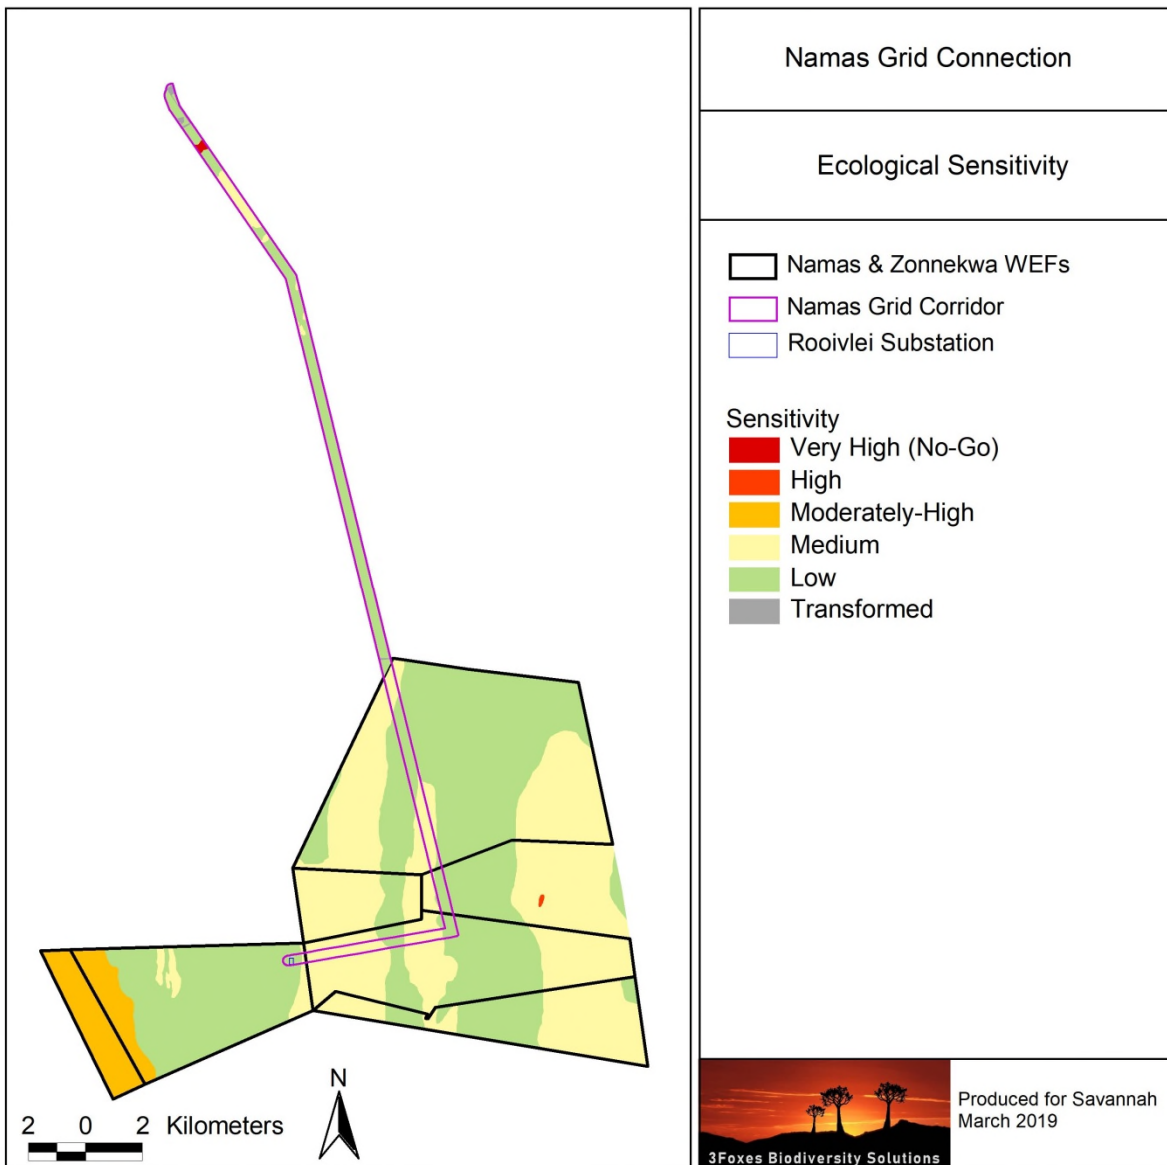 Namas Grid Connection
Ecological Sensitivity
Namas & Zonnekwa WEFs
Namas Grid Corridor
Rooivlei Substation
Sensitivity
Very High (No-Go)
High
Moderately-High
Medium
Low
Transformed
N
2 0 2 Kilometers
3Foxes Biodiversity Solutions
Produced for Savannah
March 2019